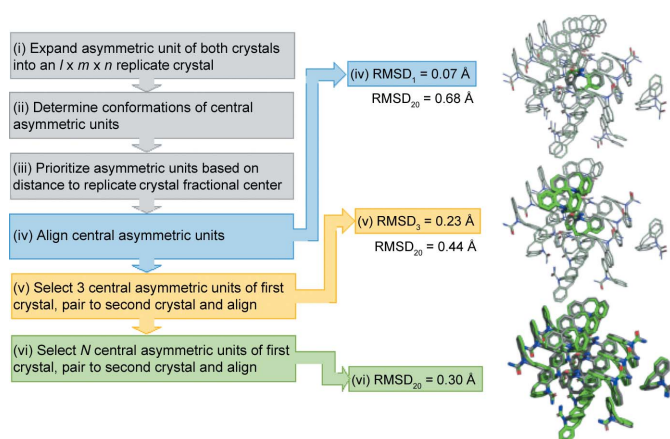 (i) Expand asymmetric unit of both crystals
into an l x m x n replicate crystal
(ii) Determine conformations of central
asymmetric units
(iii) Prioritize asymmetric units based on
distance to replicate crystal fractional center
(iv) Align central asymmetric units
(v) Select 3 central asymmetric units of first
crystal, pair to second crystal and align
(vi) Select N central asymmetric units of first
crystal, pair to second crystal and align
(iv) RMSD₁ = 0.07 Å
RMSD₂₀ = 0.68 Å
(v) RMSD₃ = 0.23 Å
RMSD₂₀ = 0.44 Å
(vi) RMSD₂₀ = 0.30 Å